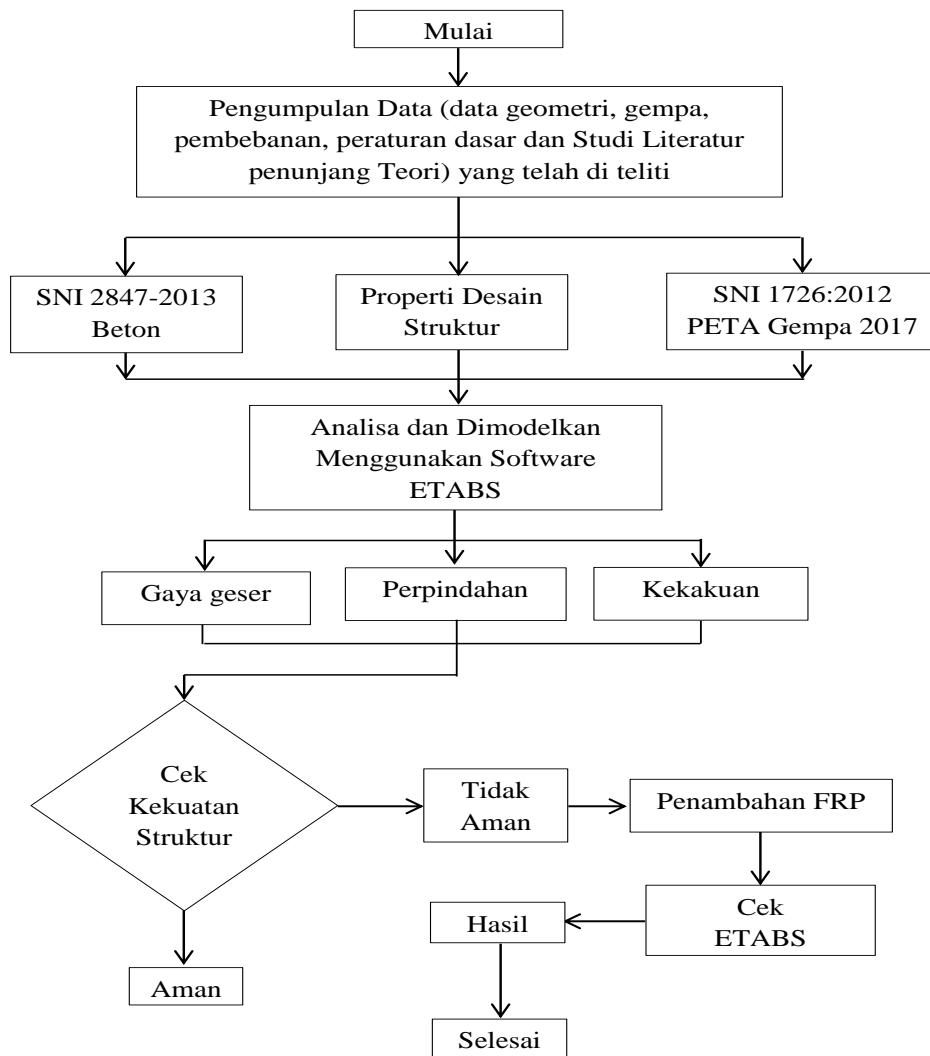 Mulai
Pengumpulan Data (data geometri, gempa,
pembebanan, peraturan dasar dan Studi Literatur
penunjang Teori) yang telah di teliti
SNI 2847-2013
Beton
Properti Desain
Struktur
SNI 1726:2012
PETA Gempa 2017
Analisa dan Dimodelkan
Menggunakan Software
ETABS
Gaya geser
Perpindahan
Kekakuan
Cek
Kekuatan
Struktur
Tidak
Aman
Penambahan FRP
Cek
ETABS
Hasil
Aman
Selesai